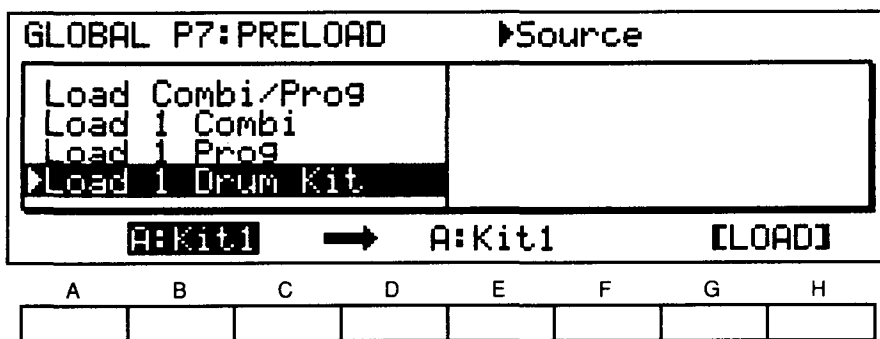 GLOBAL P7:PRELOAD ▶Source
Load Combi/Prog
Load 1 Combi
Load 1 Prog
▶Load 1 Drum Kit
A:Kit1 ➡ A:Kit1 [LOAD]
A B C D E F G H